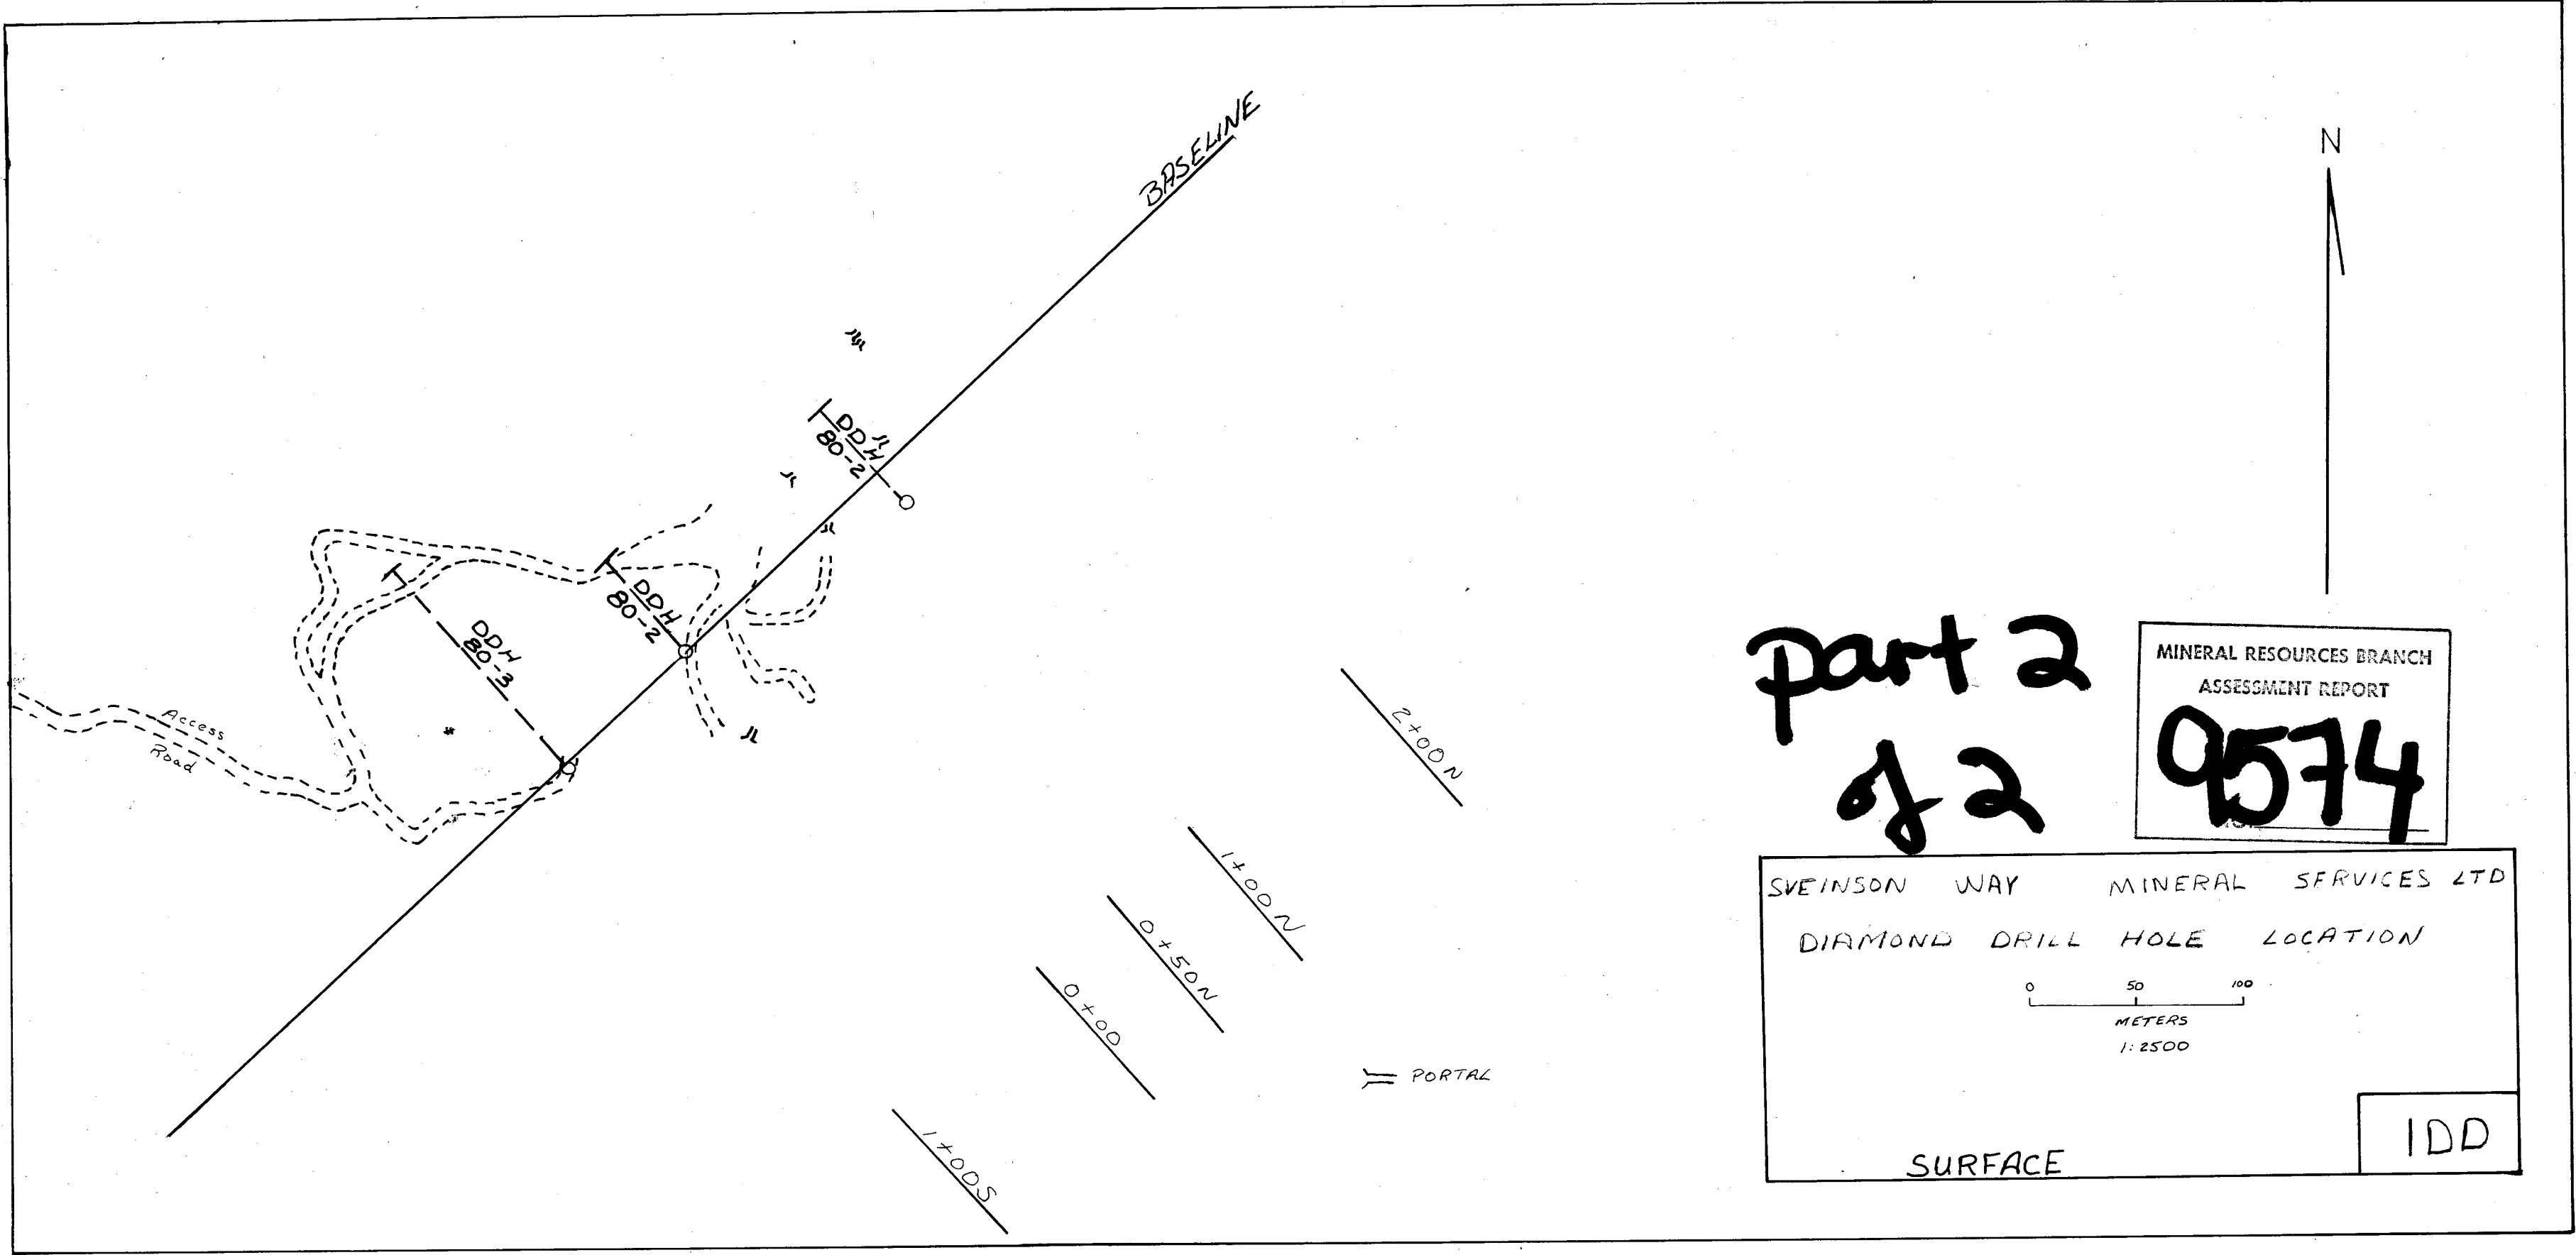 BASELINE
N
DDH
80-2
DDH
80-2
DDH
80-3
Access
Road
2+00N
1+00N
0+50N
0+00
1+00S
PORTAL
part 2
of 2
MINERAL RESOURCES BRANCH
ASSESSMENT REPORT
9574
SVEINSON WAY MINERAL SERVICES LTD
DIAMOND DRILL HOLE LOCATION
0 50 100
METERS
1:2500
SURFACE
1DD